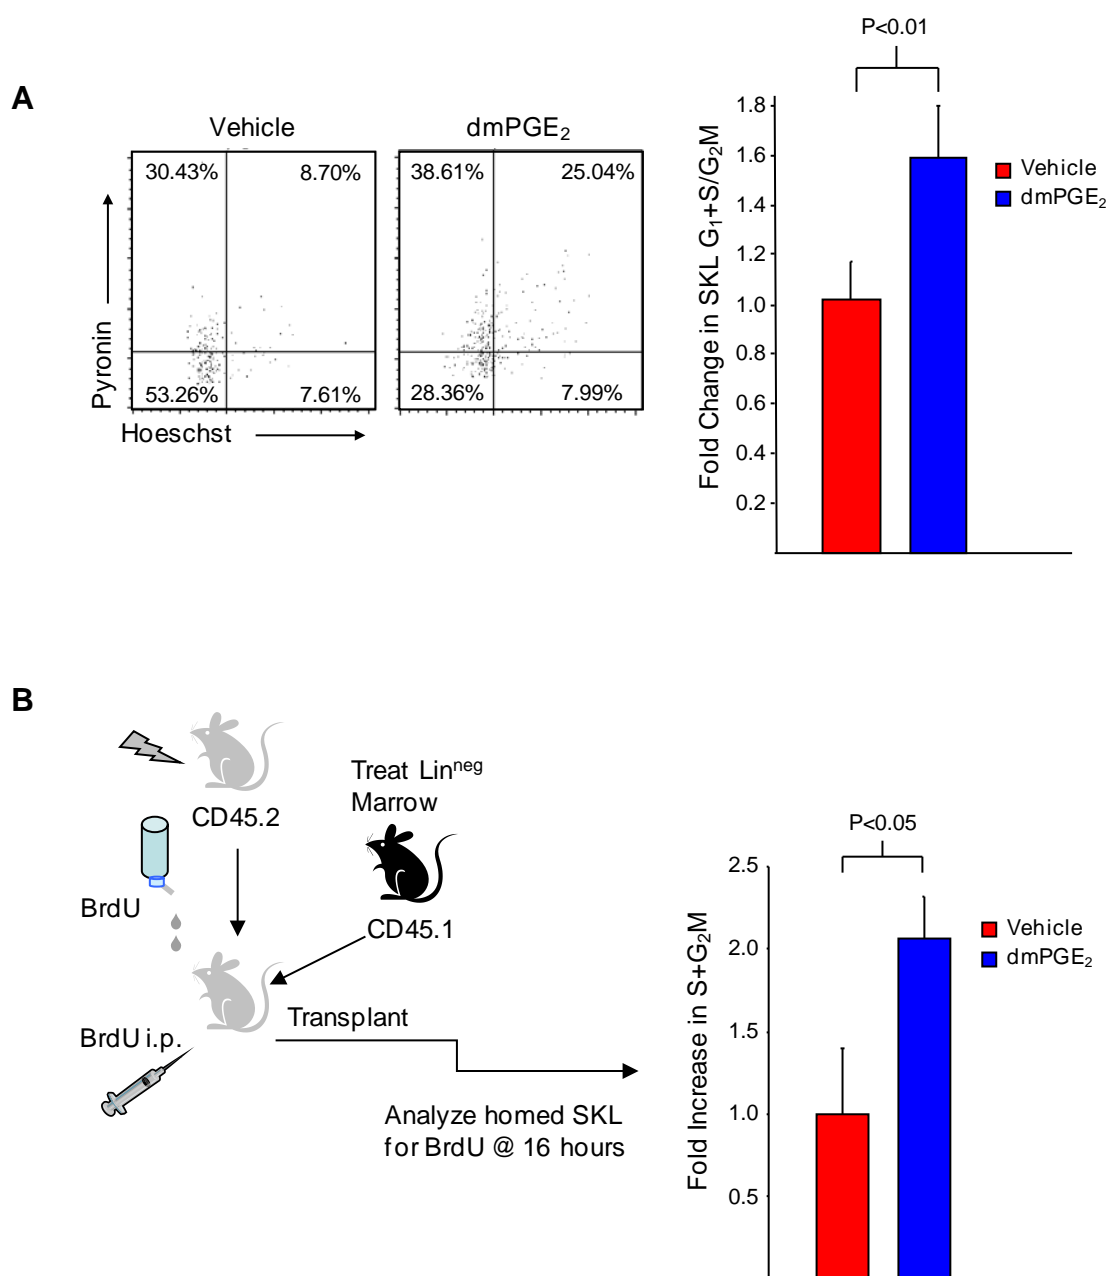 A
Vehicle
dmPGE₂
30.43%
8.70%
38.61%
25.04%
53.26%
7.61%
28.36%
7.99%
Pyronin
Hoeschst
P<0.01
Fold Change in SKL G₁+S/G₂M
1.8
1.6
1.4
1.2
1.0
0.8
0.6
0.4
0.2
Vehicle
dmPGE₂
B
CD45.2
Treat Linⁿᵉᵍ
Marrow
BrdU
CD45.1
BrdU i.p.
Transplant
Analyze homed SKL
for BrdU @ 16 hours
P<0.05
Fold Increase in S+G₂M
2.5
2.0
1.5
1.0
0.5
Vehicle
dmPGE₂